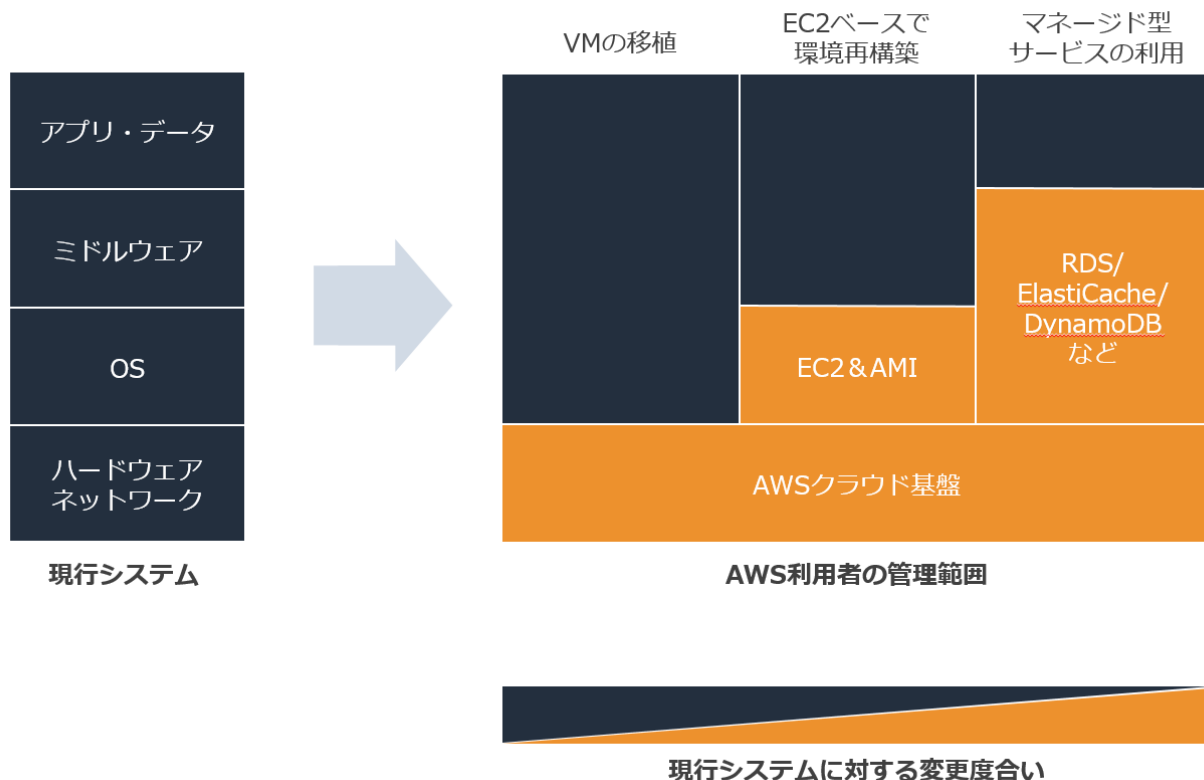 VMの移植
EC2ベースで
環境再構築
マネージド型
サービスの利用
アプリ・データ
ミドルウェア
OS
ハードウェア
ネットワーク
現行システム
RDS/
ElastiCache/
DynamoDB
など
EC2＆AMI
AWSクラウド基盤
AWS利用者の管理範囲
現行システムに対する変更度合い